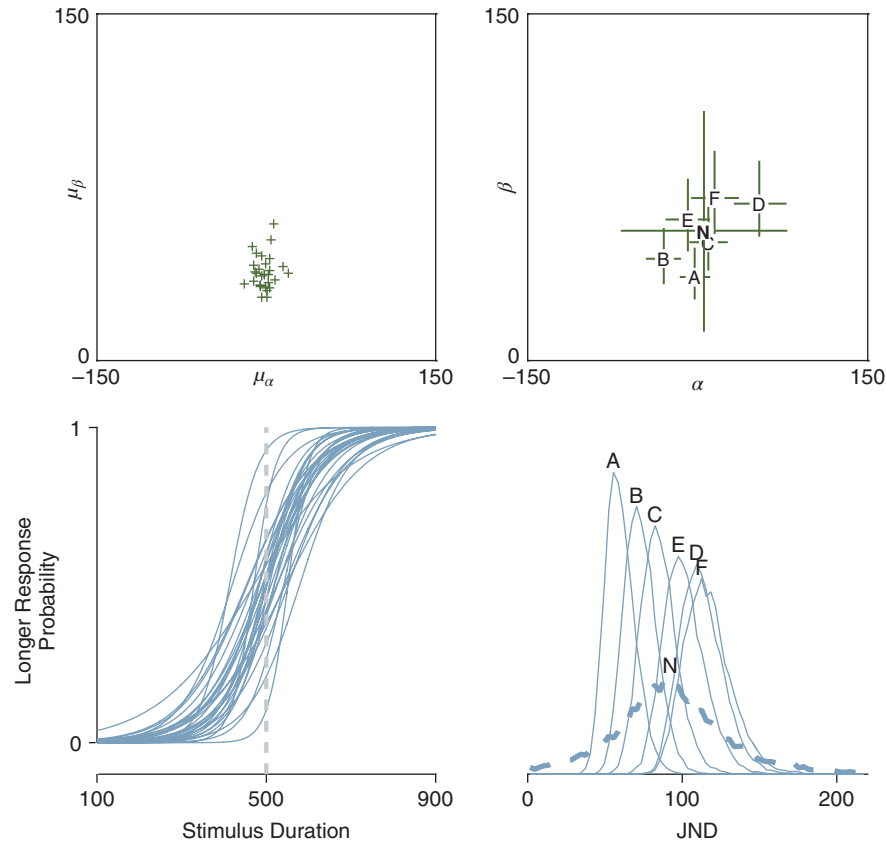 150
μβ
0
−150
μα
150
150
β
F
D
E
N
C
B
A
0
−150
α
150
1
Longer Response
Probability
0
100
500
900
Stimulus Duration
A
B
C
E
D
F
N
0
100
200
JND